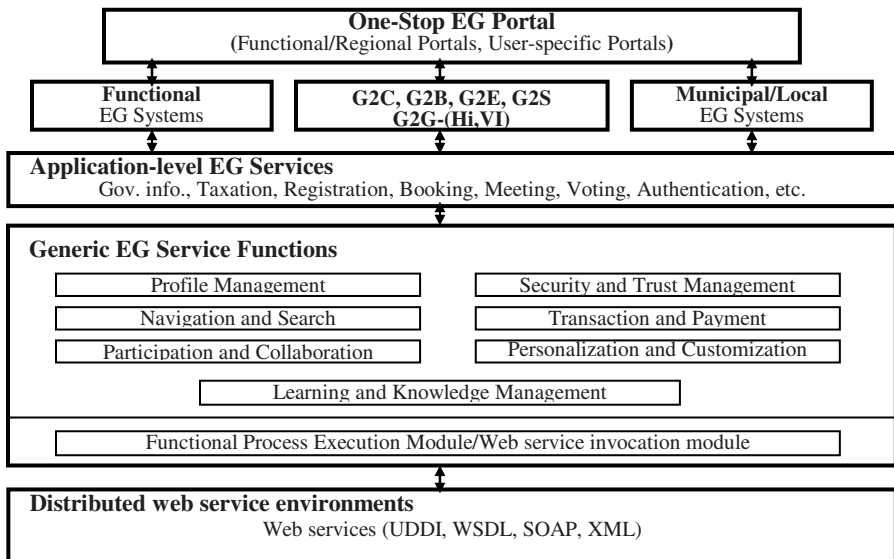 One-Stop EG Portal
(Functional/Regional Portals, User-specific Portals)
Functional
EG Systems
G2C, G2B, G2E, G2S
G2G-(Hi,VI)
Municipal/Local
EG Systems
Application-level EG Services
Gov. info., Taxation, Registration, Booking, Meeting, Voting, Authentication, etc.
Generic EG Service Functions
Profile Management
Security and Trust Management
Navigation and Search
Transaction and Payment
Participation and Collaboration
Personalization and Customization
Learning and Knowledge Management
Functional Process Execution Module/Web service invocation module
Distributed web service environments
Web services (UDDI, WSDL, SOAP, XML)